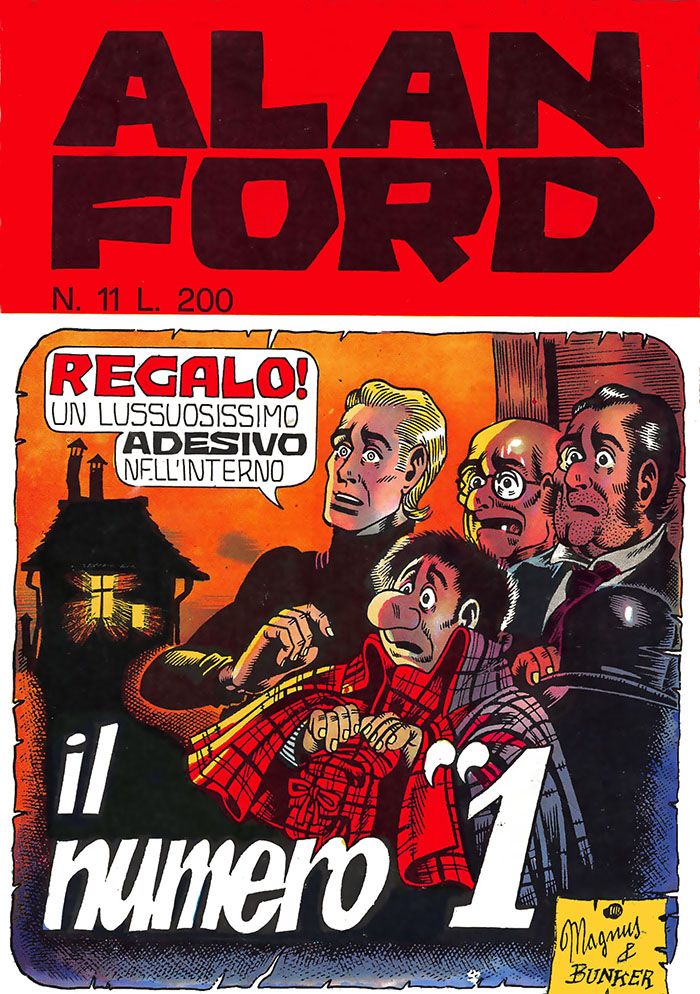 ALAN
FORD
N. 11 L. 200
REGALO!
UN LUSSUOSISSIMO
ADESIVO
NELL'INTERNO
il
numero “1
Magnus
&
BUNKER